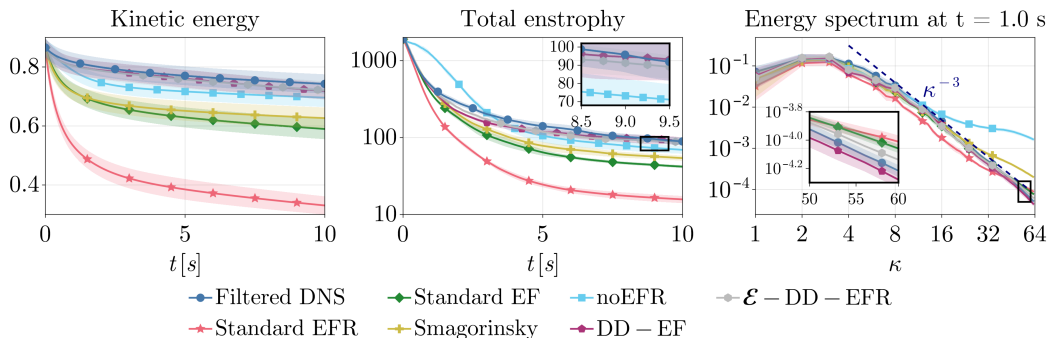 Kinetic energy
Total enstrophy
Energy spectrum at t = 1.0 s
0.8
0.6
0.4
0
5
10
t[s]
1000
100
10
100
95
90
85
80
75
70
8.5
9.0
9.5
0
5
10
t[s]
10⁻¹
10⁻²
10⁻³
10⁻⁴
κ⁻³
10⁻³·⁸
10⁻⁴·⁰
10⁻⁴·²
50
55
60
1
2
4
8
16
32
64
κ
Filtered DNS
Standard EF
noEFR
ℰ − DD − EFR
Standard EFR
Smagorinsky
DD − EF